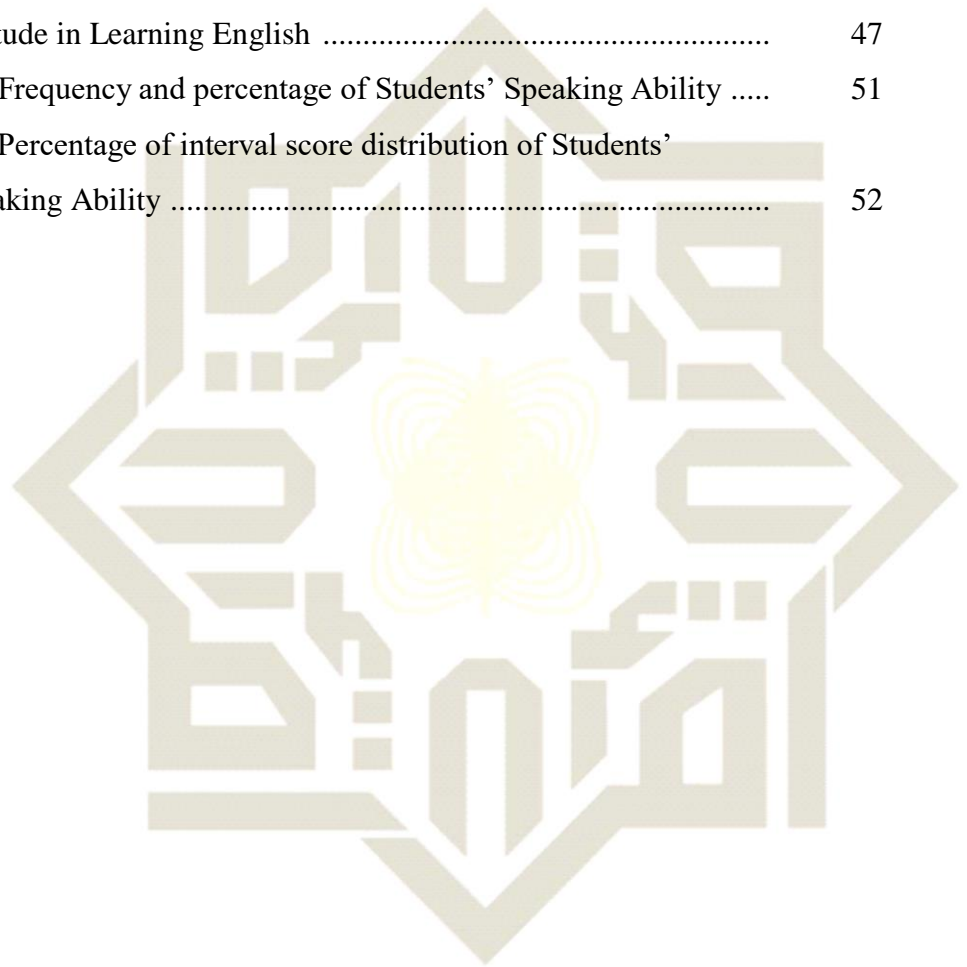 tude in Learning English ....................................................... 47
Frequency and percentage of Students’ Speaking Ability ..... 51
Percentage of interval score distribution of Students’
aking Ability .......................................................................... 52